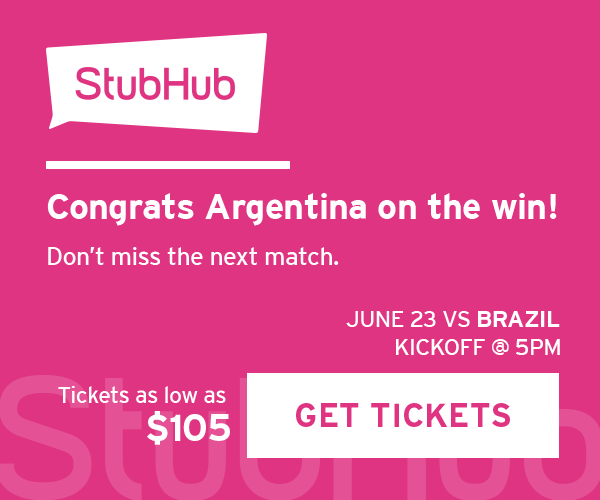 StubHub
Congrats Argentina on the win!
Don't miss the next match.
JUNE 23 VS BRAZIL
KICKOFF @ 5PM
Tickets as low as
$105
GET TICKETS
StubHub